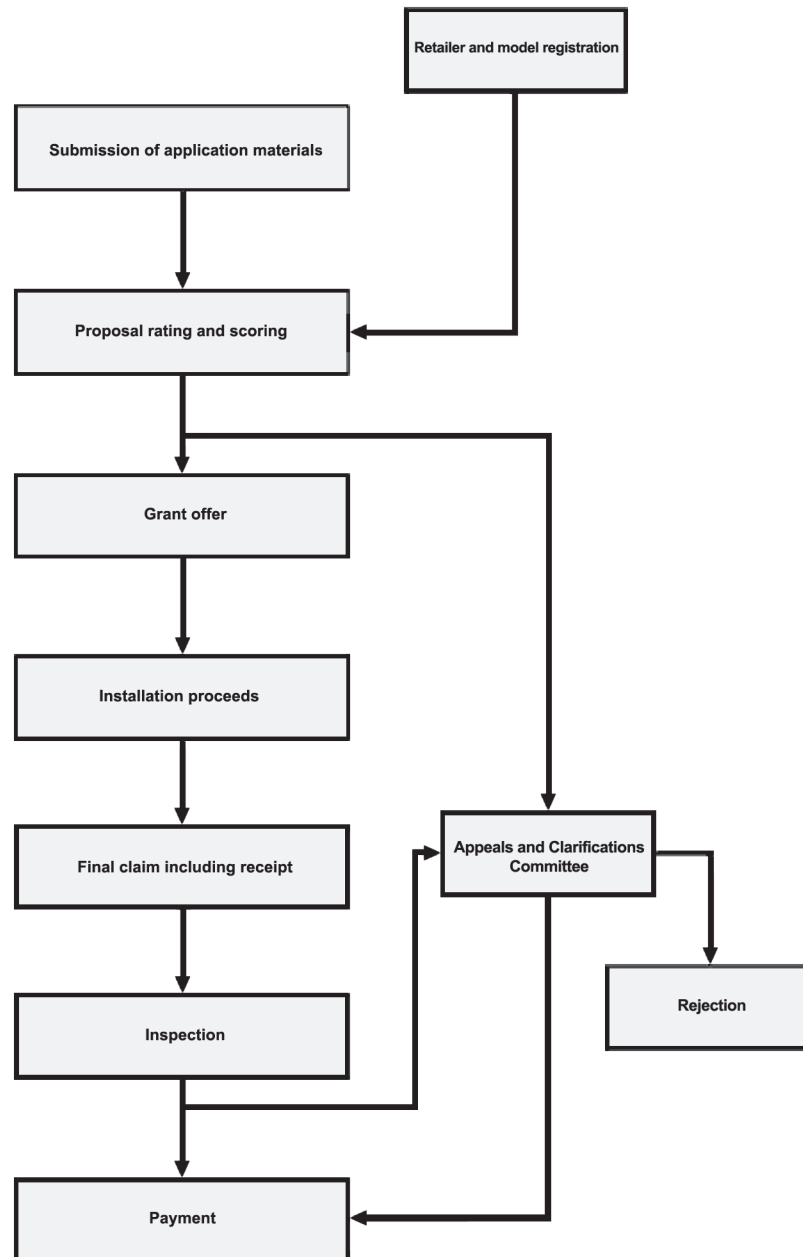 Retailer and model registration
Submission of application materials
Proposal rating and scoring
Grant offer
Installation proceeds
Final claim including receipt
Appeals and Clarifications
Committee
Inspection
Rejection
Payment